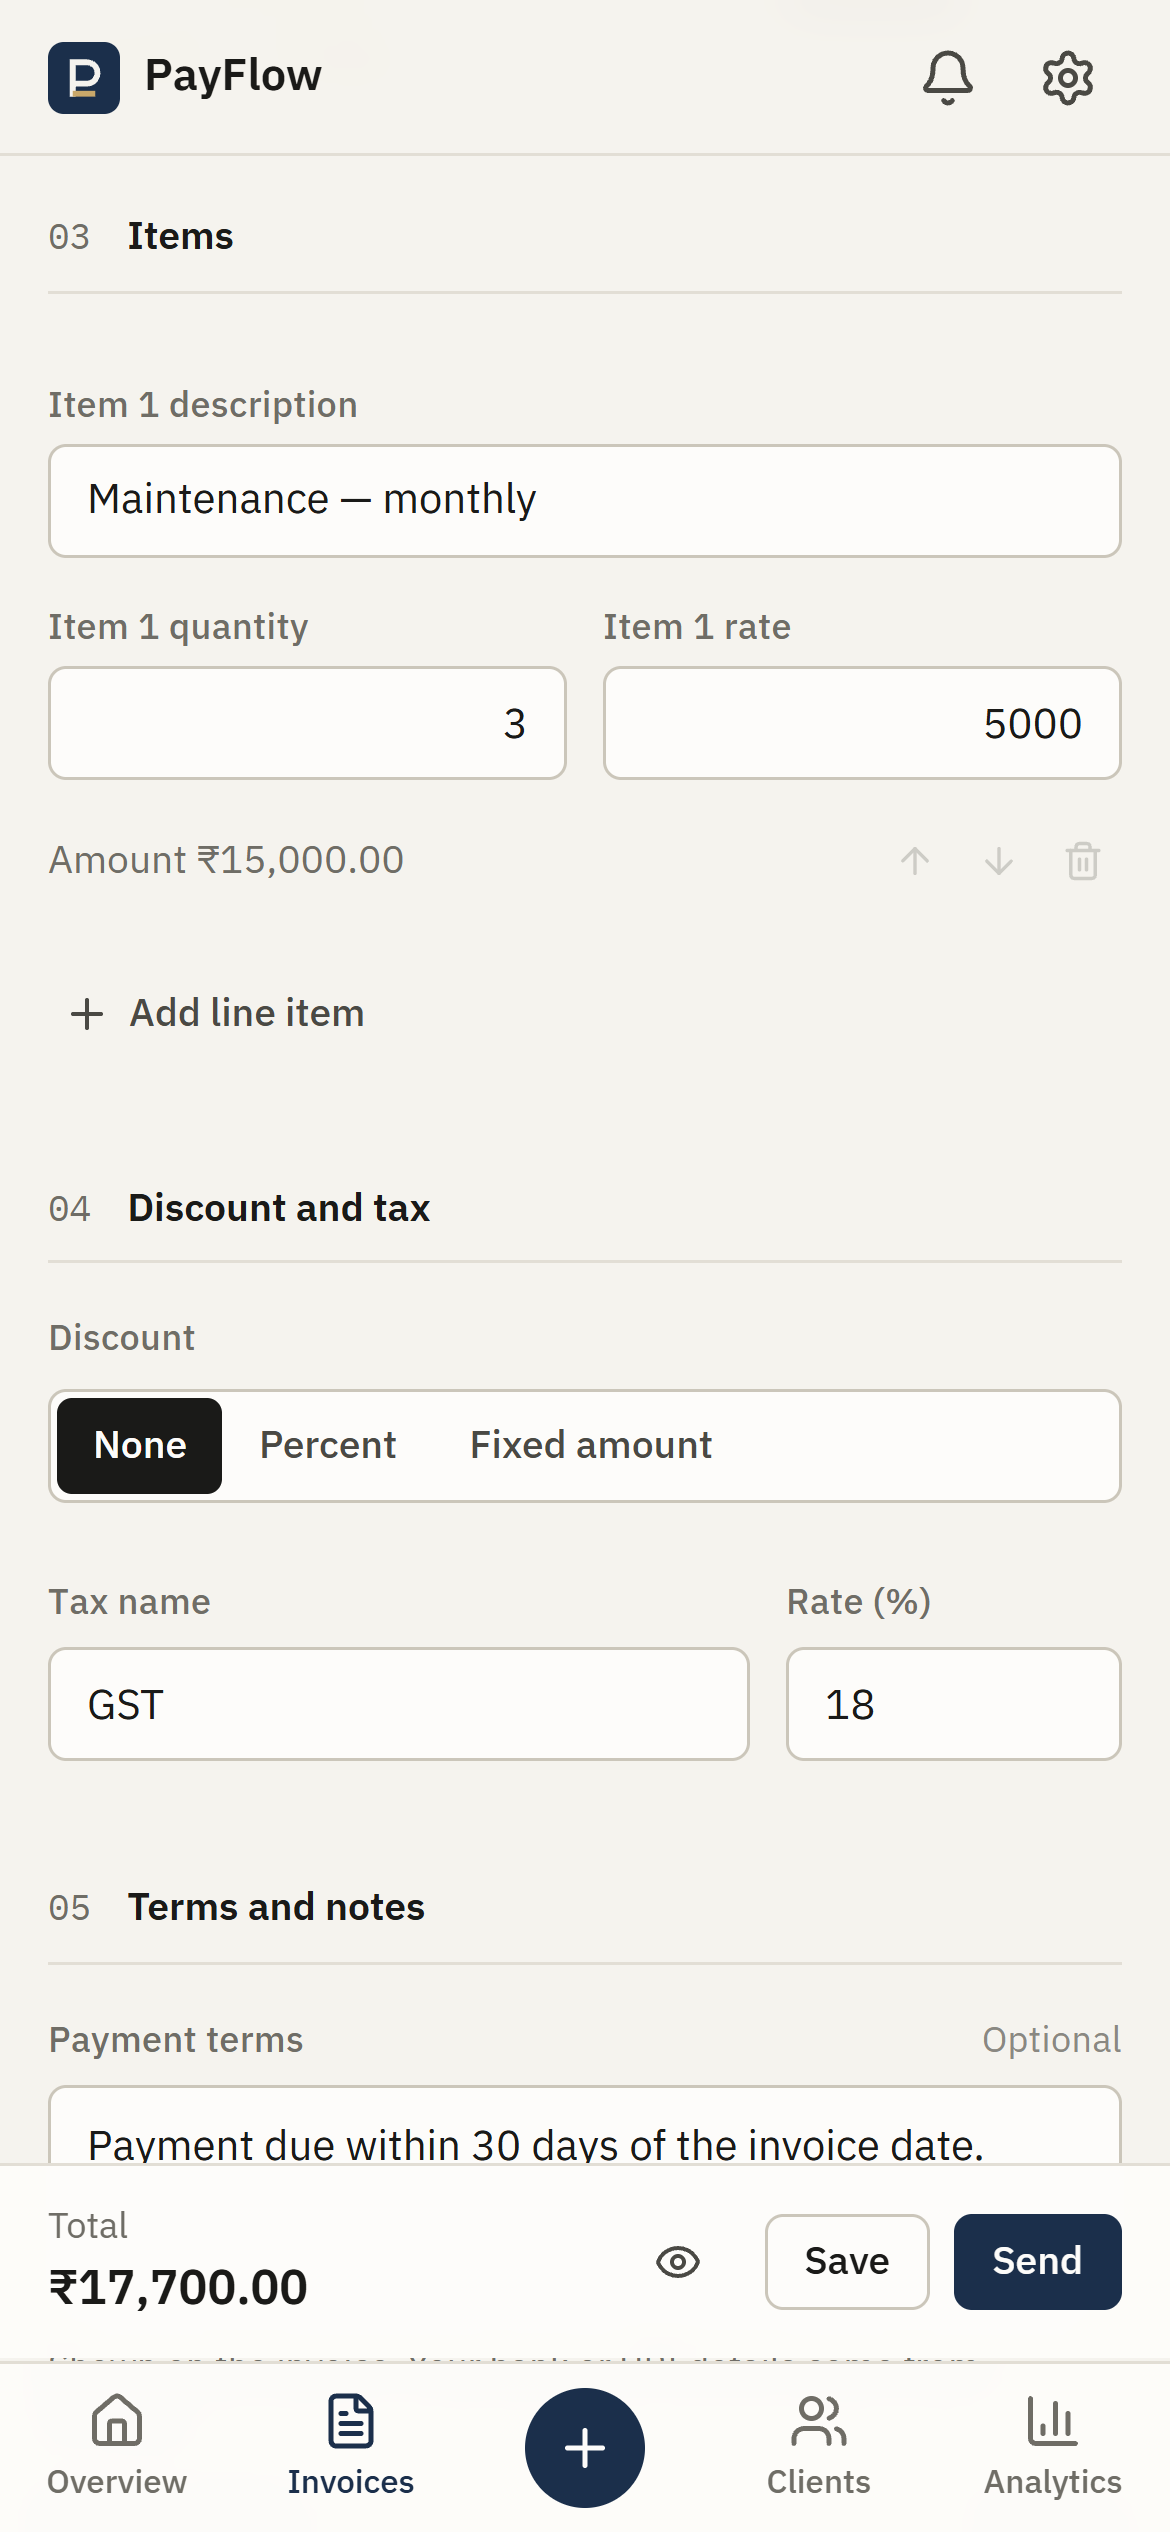 PayFlow
03 Items
Item 1 description
Maintenance — monthly
Item 1 quantity Item 1 rate
3 5000
Amount ₹15,000.00
Add line item
04 Discount and tax
Discount
None Percent Fixed amount
Tax name Rate (%)
GST 18
05 Terms and notes
Payment terms Optional
Payment due within 30 days of the invoice date.
Total
₹17,700.00
Save Send
Overview Invoices Clients Analytics